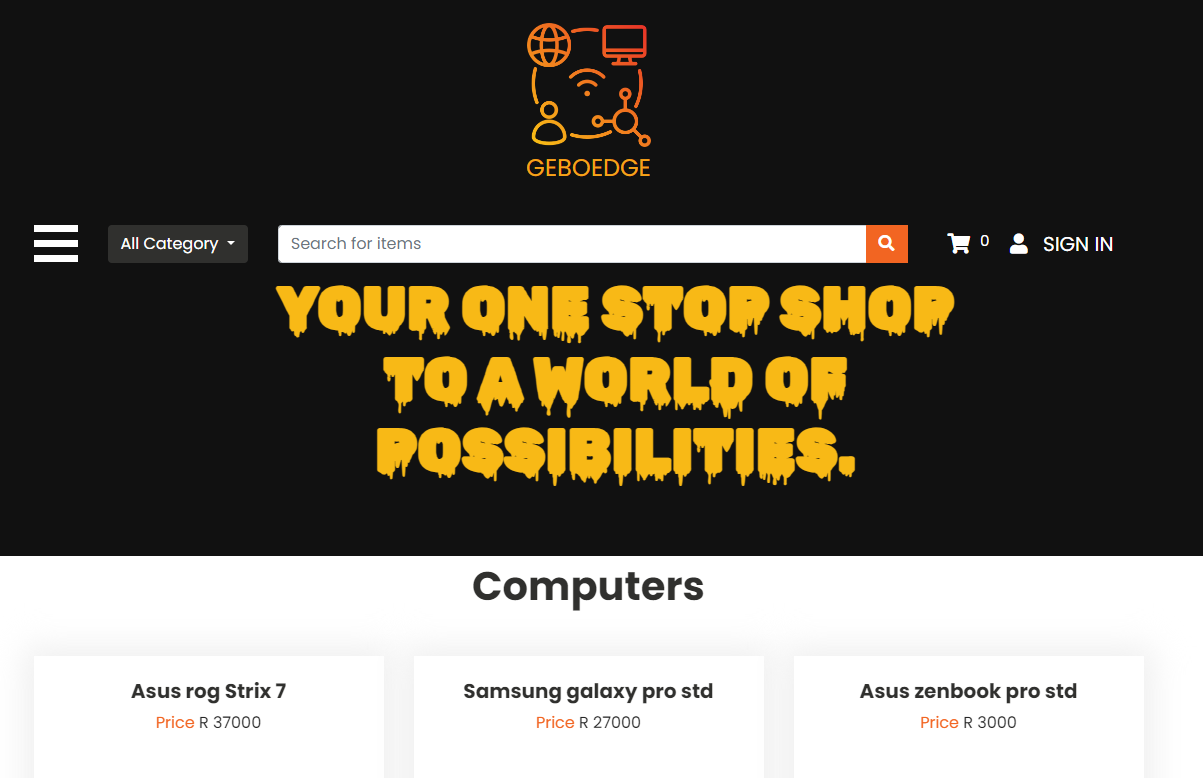 GEBOEDGE
All Category
Search for items
0
SIGN IN
YOUR ONE STOP SHOP
TO A WORLD OF
POSSIBILITIES.
Computers
Asus rog Strix 7
Price R 37000
Samsung galaxy pro std
Price R 27000
Asus zenbook pro std
Price R 3000